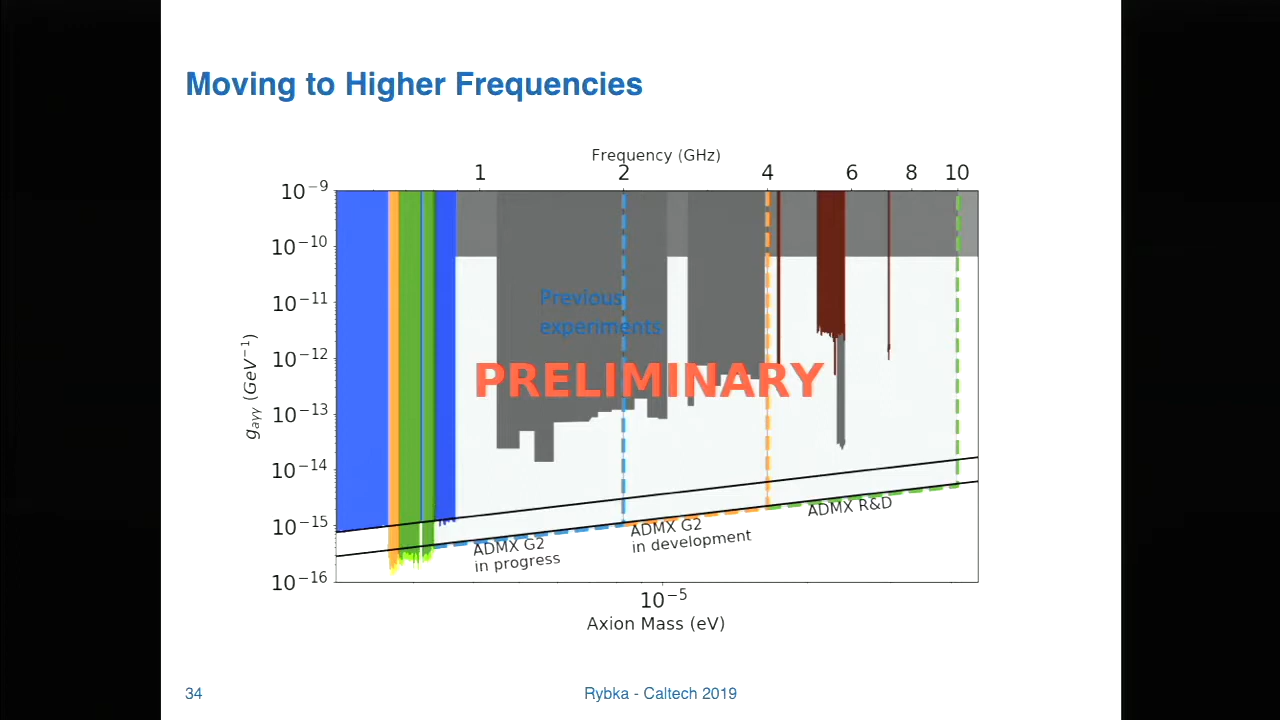 Moving to Higher Frequencies
Frequency (GHz)
1 2 4 6 8 10
10⁻⁹
10⁻¹⁰
10⁻¹¹
10⁻¹²
10⁻¹³
10⁻¹⁴
10⁻¹⁵
10⁻¹⁶
g_aγγ (GeV⁻¹)
Previous
experiments
PRELIMINARY
ADMX G2
in progress
ADMX G2
in development
ADMX R&D
10⁻⁵
Axion Mass (eV)
34
Rybka - Caltech 2019